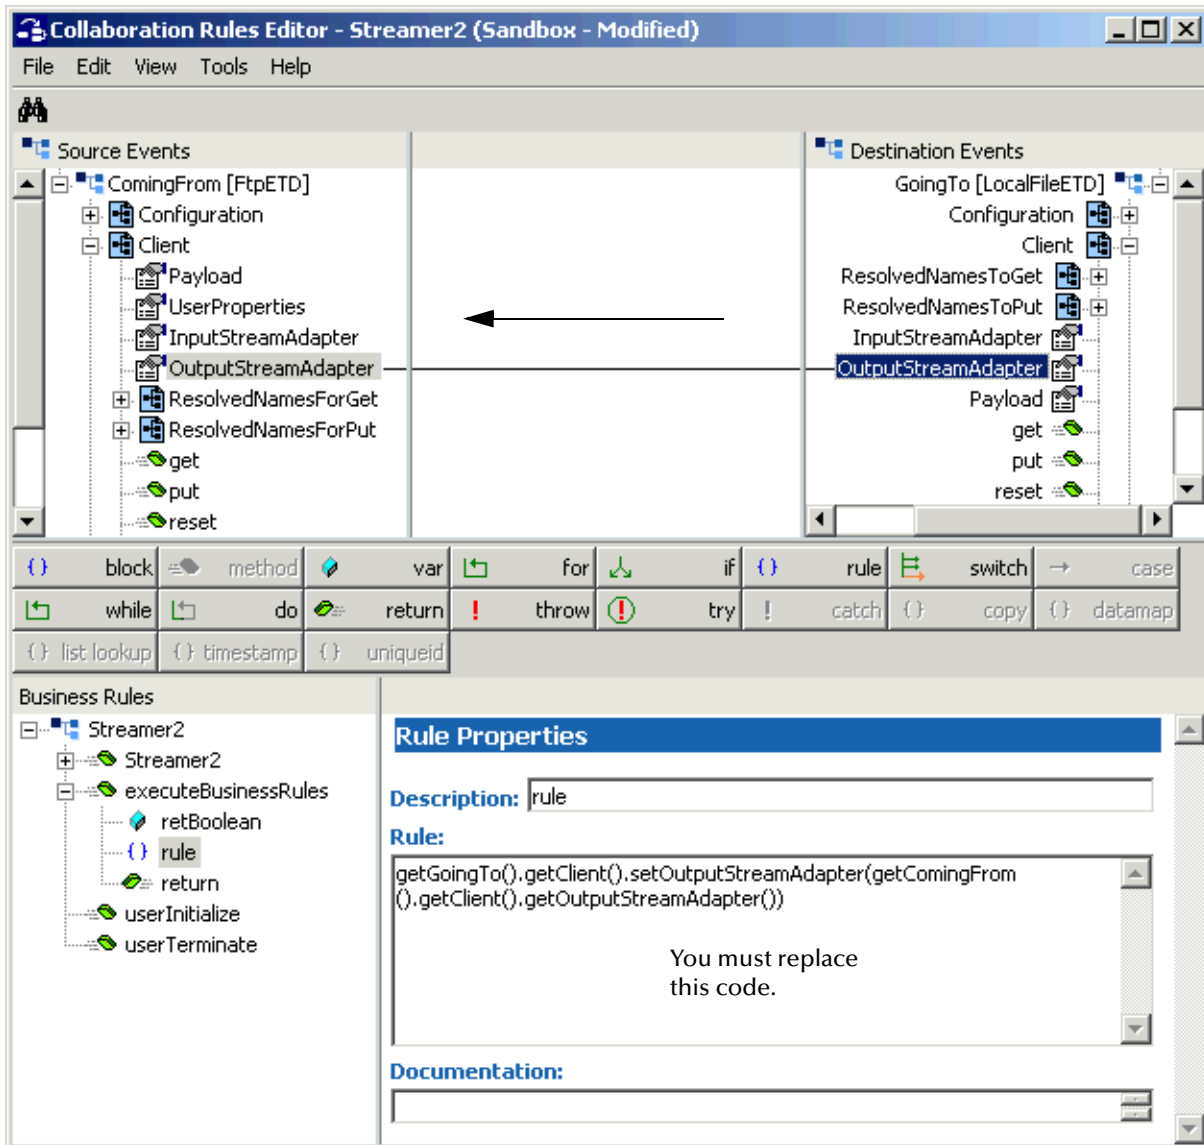 Collaboration Rules Editor - Streamer2 (Sandbox - Modified)
File Edit View Tools Help
Source Events
ComingFrom [FtpETD]
Configuration
Client
Payload
UserProperties
InputStreamAdapter
OutputStreamAdapter
ResolvedNamesForGet
ResolvedNamesForPut
get
put
reset
Destination Events
GoingTo [LocalFileETD]
Configuration
Client
ResolvedNamesToGet
ResolvedNamesToPut
InputStreamAdapter
OutputStreamAdapter
Payload
get
put
reset
{} block method var for if {} rule switch case
while do return ! throw ! try ! catch {} copy {} datamap
{} list lookup {} timestamp {} uniqueid
Business Rules
Streamer2
Streamer2
executeBusinessRules
retBoolean
{} rule
return
userInitialize
userTerminate
Rule Properties
Description: rule
Rule:
getGoingTo().getClient().setOutputStreamAdapter(getComingFrom
().getClient().getOutputStreamAdapter())
You must replace
this code.
Documentation: